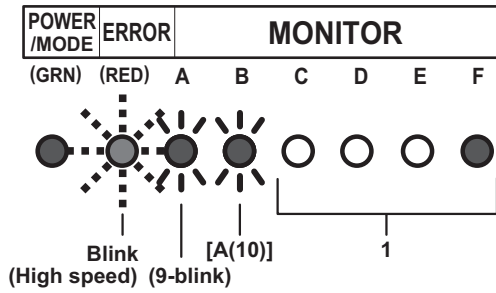 POWER /MODE ERROR MONITOR
(GRN) (RED) A B C D E F
Blink [A(10)] 1
(High speed) (9-blink)